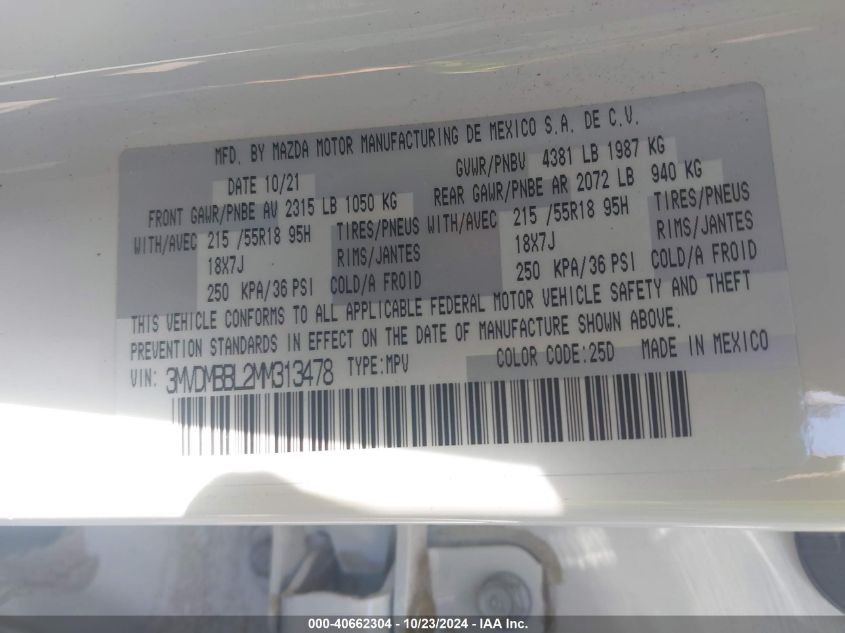 MFD. BY MAZDA MOTOR MANUFACTURING DE MEXICO S.A. DE C.V.
DATE 10/21 GVWR/PNBV 4381 LB 1987 KG
FRONT GAWR/PNBE AV 2315 LB 1050 KG REAR GAWR/PNBE AR 2072 LB 940 KG
WITH/AVEC 215 /55R18 95H TIRES/PNEUS WITH/AVEC 215 /55R18 95H TIRES/PNEUS
18X7J RIMS/JANTES 18X7J RIMS/JANTES
250 KPA/36 PSI COLD/A FROID 250 KPA/36 PSI COLD/A FROID
THIS VEHICLE CONFORMS TO ALL APPLICABLE FEDERAL MOTOR VEHICLE SAFETY AND THEFT
PREVENTION STANDARDS IN EFFECT ON THE DATE OF MANUFACTURE SHOWN ABOVE.
VIN: 3MVDMBBL2MM313478 TYPE:MPV COLOR CODE:25D MADE IN MEXICO
000-40662304 - 10/23/2024 - IAA Inc.